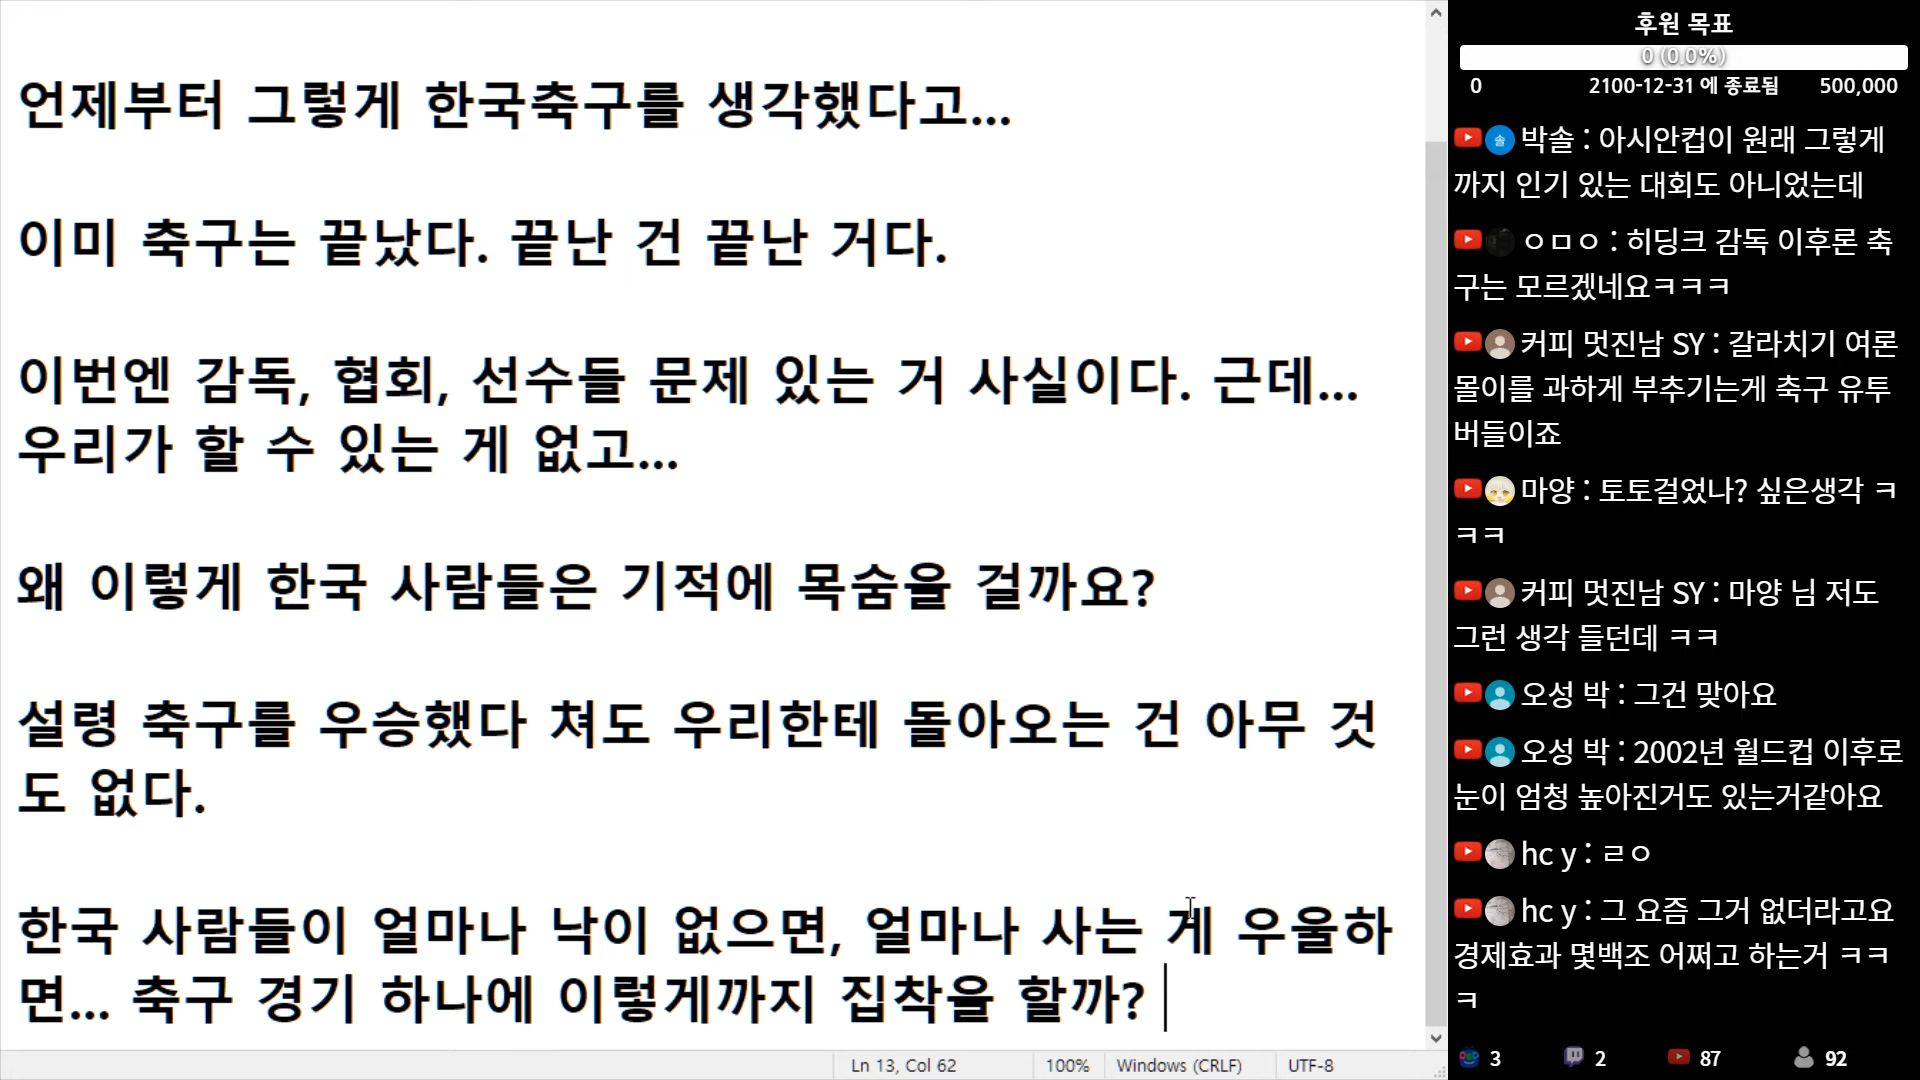 언제부터 그렇게 한국축구를 생각했다고...
이미 축구는 끝났다. 끝난 건 끝난 거다.
이번엔 감독, 협회, 선수들 문제 있는 거 사실이다. 근데...
우리가 할 수 있는 게 없고...
왜 이렇게 한국 사람들은 기적에 목숨을 걸까요?
설령 축구를 우승했다 쳐도 우리한테 돌아오는 건 아무 것
도 없다.
한국 사람들이 얼마나 낙이 없으면, 얼마나 사는 게 우울하
면... 축구 경기 하나에 이렇게까지 집착을 할까?
Ln 13, Col 62
100%
Windows (CRLF)
UTF-8
후원 목표
0 (0.0%)
0
2100-12-31 에 종료됨
500,000
솔 박솔 : 아시안컵이 원래 그렇게
까지 인기 있는 대회도 아니었는데
ㅇㅁㅇ : 히딩크 감독 이후론 축
구는 모르겠네요ㅋㅋㅋ
커피 멋진남 SY : 갈라치기 여론
몰이를 과하게 부추기는게 축구 유투
버들이죠
마양 : 토토걸었나? 싶은생각 ㅋ
ㅋㅋ
커피 멋진남 SY : 마양 님 저도
그런 생각 들던데 ㅋㅋ
오성 박 : 그건 맞아요
오성 박 : 2002년 월드컵 이후로
눈이 엄청 높아진거도 있는거같아요
hc y : ㄹㅇ
hc y : 그 요즘 그거 없더라고요
경제효과 몇백조 어쩌고 하는거 ㅋㅋ
ㅋ
3
2
87
92